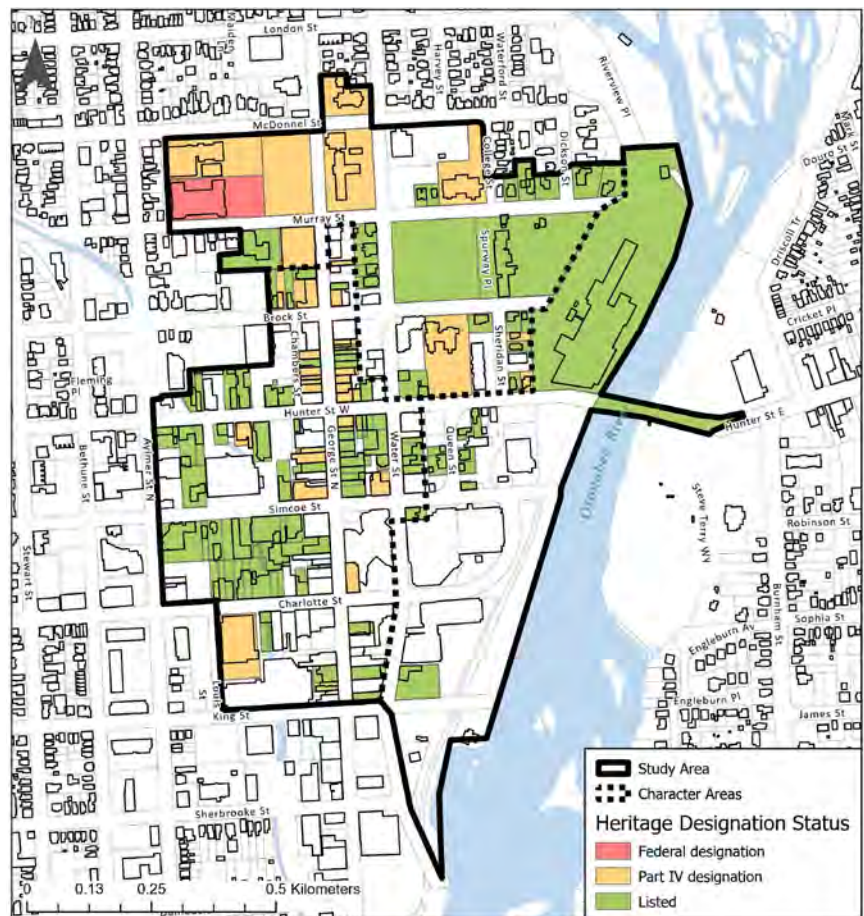 London St
Harvey St
Waterford St
Riverview Pl
McDonnel St
College St
Dickson St
Mark St
Douro St
Driscoll Tr
Murray St
Spurway Pl
Cricket Pl
Brock St
Chambers St
Sheridan St
Fleming Pl
Hunter St W
Hunter St E
Bethune St
Aylmer St N
George St N
Water St
Queen St
Otonabee River
Steve Terry WY
Simcoe St
Robinson St
Stewart St
Burnham St
Charlotte St
Sophia St
Engleburn Av
Engleburn Pl
Louis St
King St
James St
Sherbrooke St
Study Area
Character Areas
Heritage Designation Status
Federal designation
Part IV designation
Listed
0 0.13 0.25 0.5 Kilometers